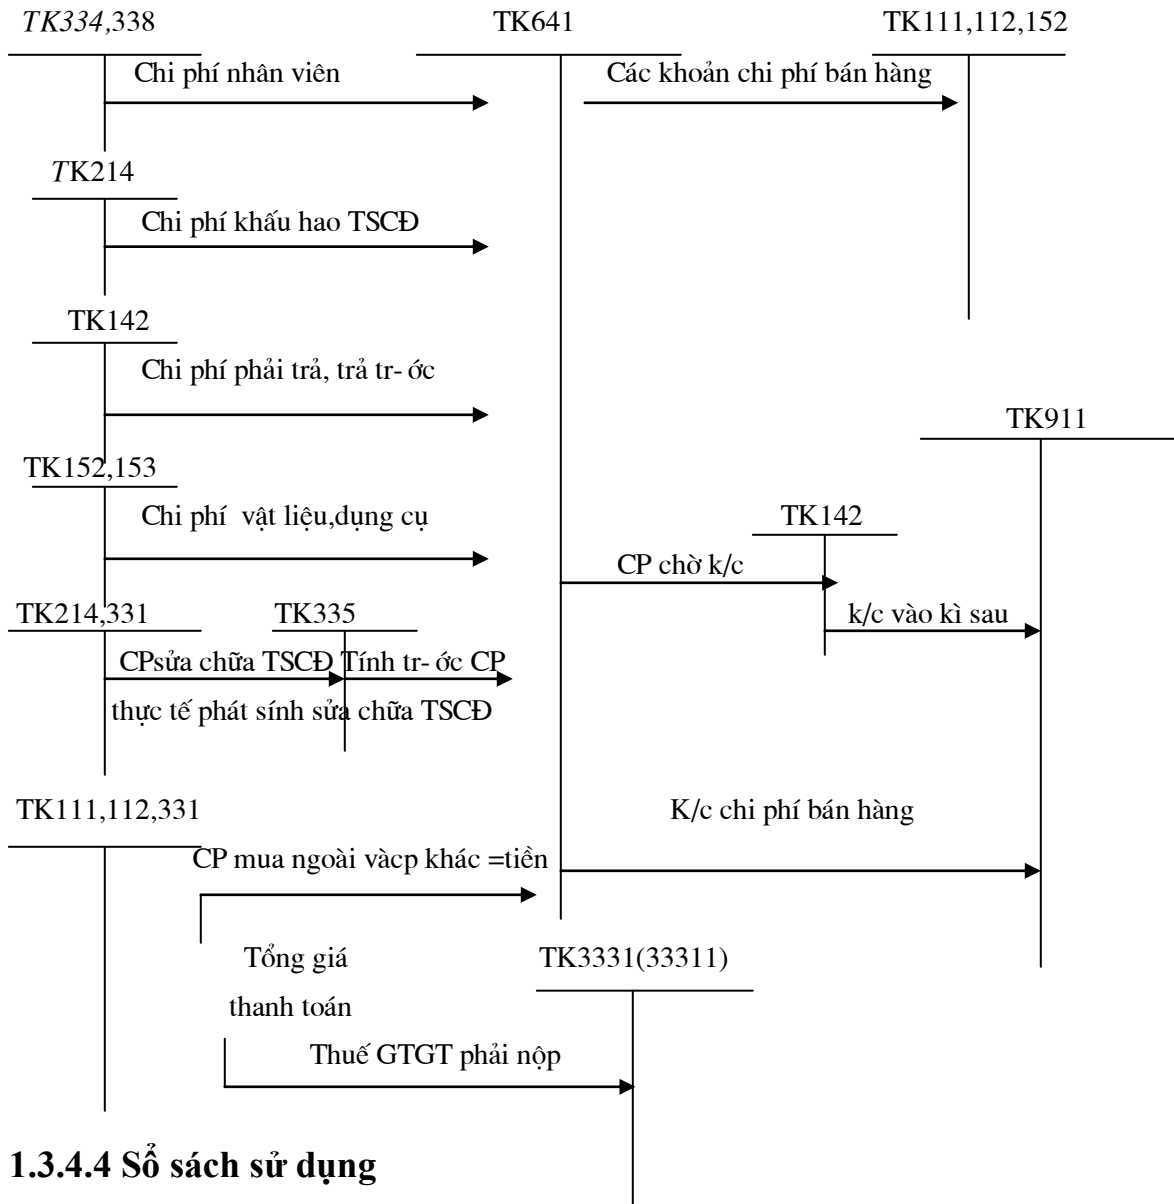 TK334,338 TK641 TK111,112,152
Chi phí nhân viên Các khoản chi phí bán hàng
TK214
Chi phí khấu hao TSCĐ
TK142
Chi phí phải trả, trả tr- ớc
TK911
TK152,153
Chi phí vật liệu,dụng cụ TK142
CP chờ k/c
TK214,331 TK335 k/c vào kì sau
CPsửa chữa TSCĐ Tính tr- ớc CP
thực tế phát sính sửa chữa TSCĐ
TK111,112,331 K/c chi phí bán hàng
CP mua ngoài vàcp khác =tiền
Tổng giá TK3331(33311)
thanh toán
Thuế GTGT phải nộp
1.3.4.4 Sổ sách sử dụng